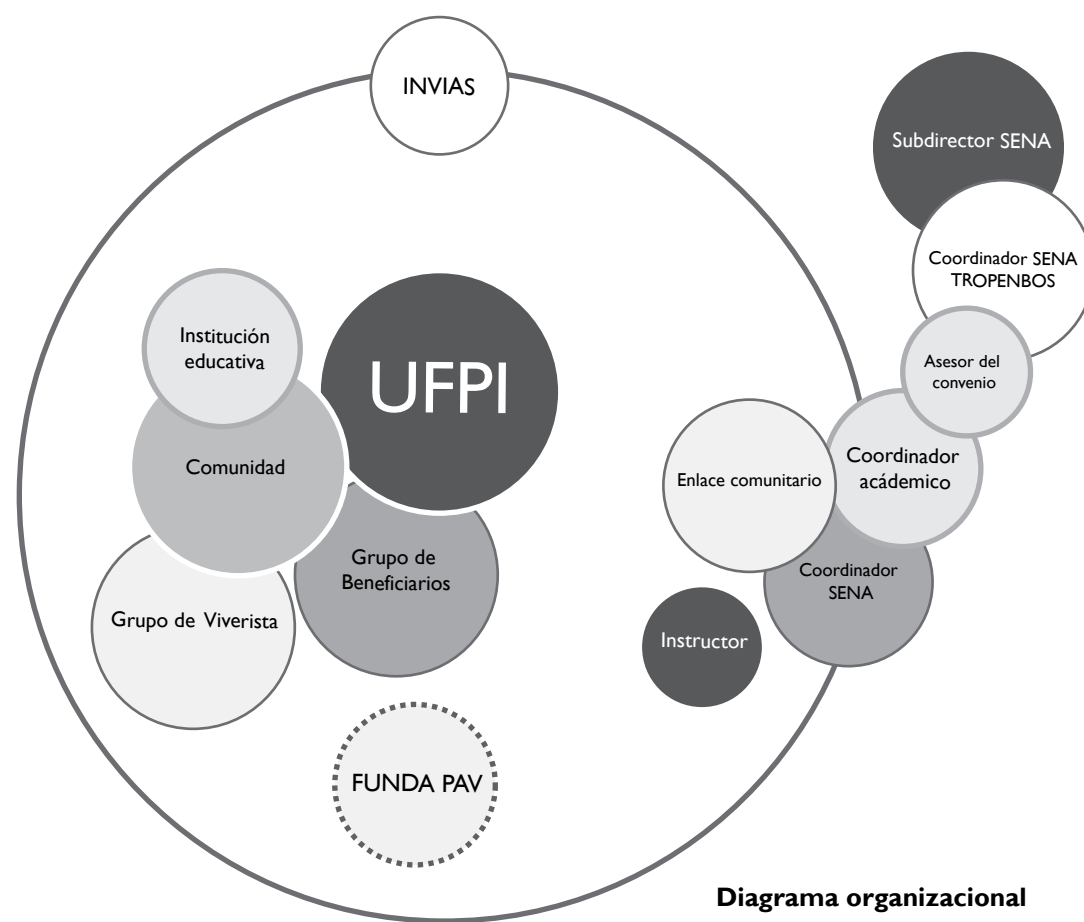 INVIAS
Subdirector SENA
Coordinador SENA
TROPENBOS
Institución
educativa
UFPI
Asesor del
convenio
Comunidad
Enlace comunitario
Coordinador
acádemico
Grupo de
Beneficiarios
Coordinador
SENA
Grupo de Viverista
Instructor
FUNDA PAV
Diagrama organizacional